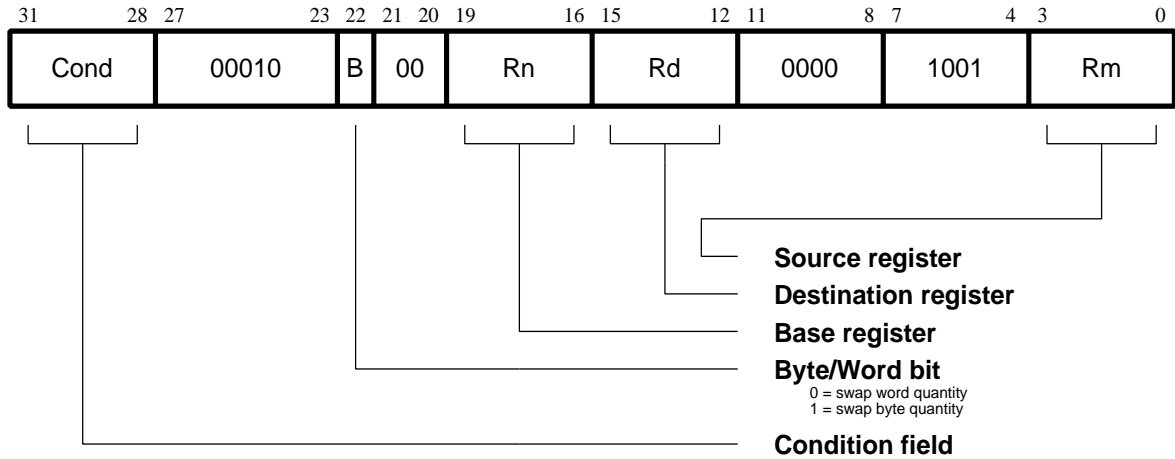 31 28 27 23 22 21 20 19 16 15 12 11 8 7 4 3 0
Cond 00010 B 00 Rn Rd 0000 1001 Rm
Source register
Destination register
Base register
Byte/Word bit
0 = swap word quantity
1 = swap byte quantity
Condition field